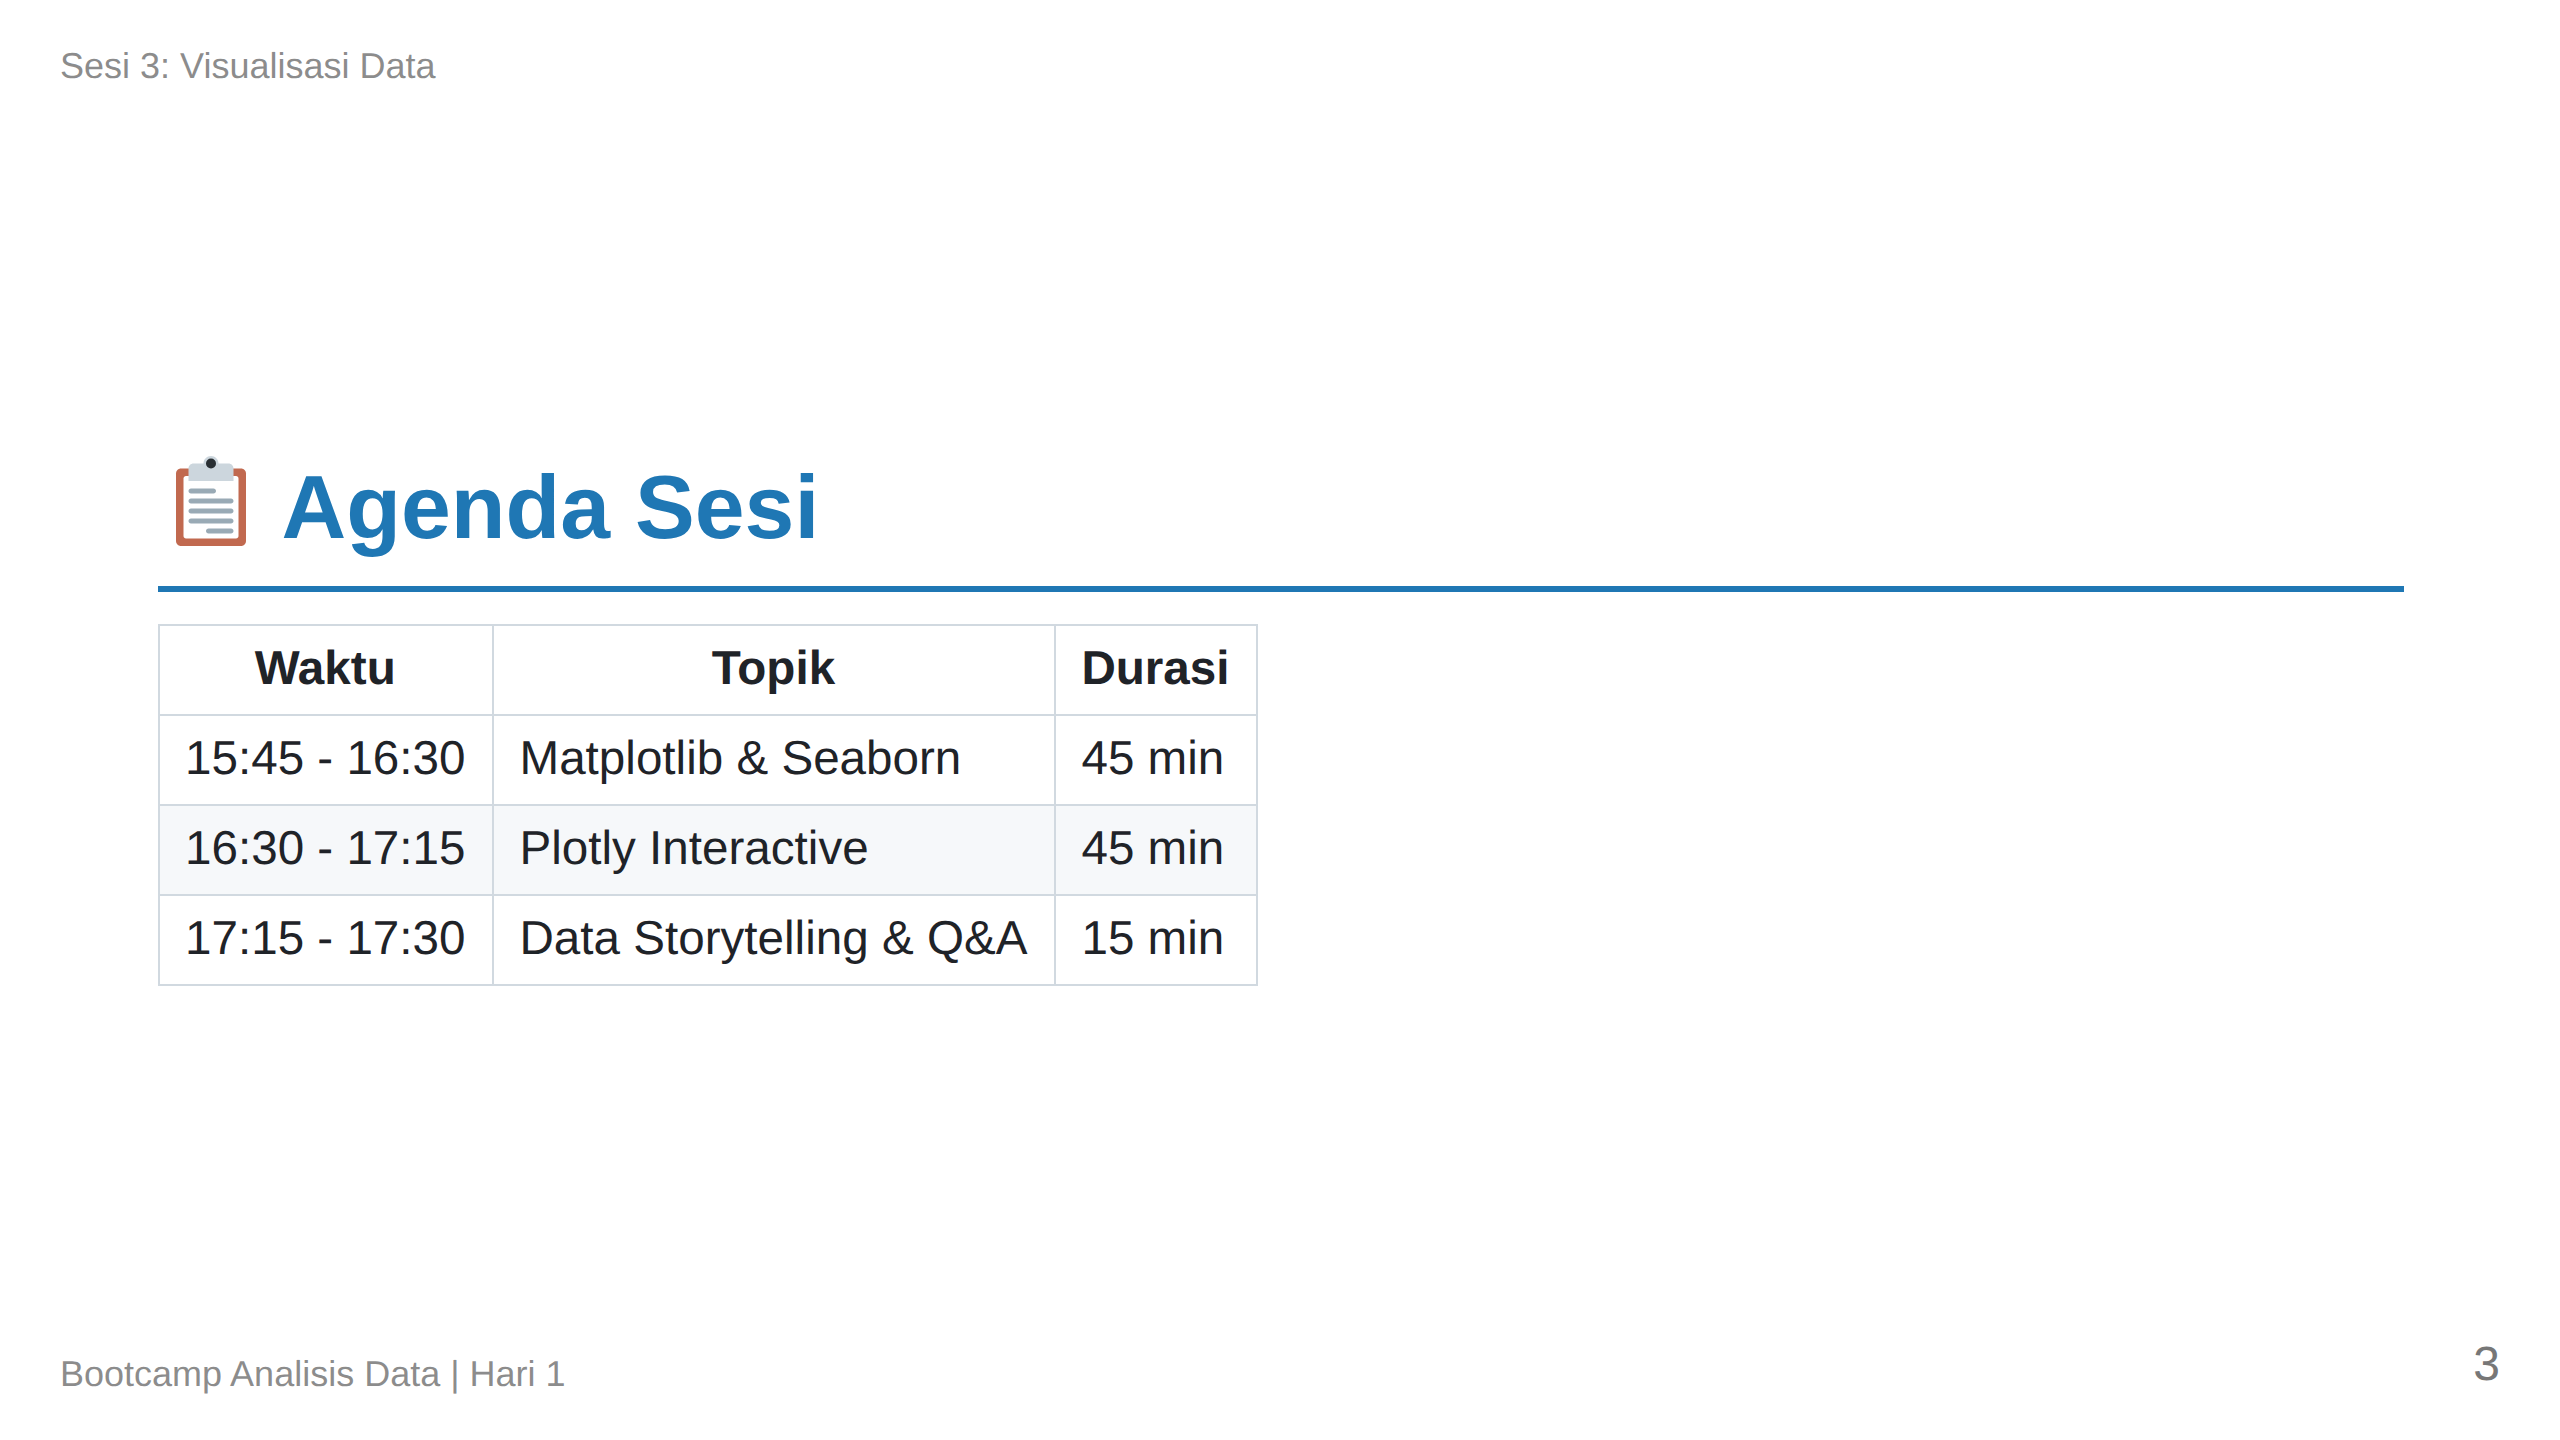 Sesi 3: Visualisasi Data
Agenda Sesi
Waktu Topik Durasi
15:45 - 16:30 Matplotlib & Seaborn 45 min
16:30 - 17:15 Plotly Interactive 45 min
17:15 - 17:30 Data Storytelling & Q&A 15 min
Bootcamp Analisis Data | Hari 1
3